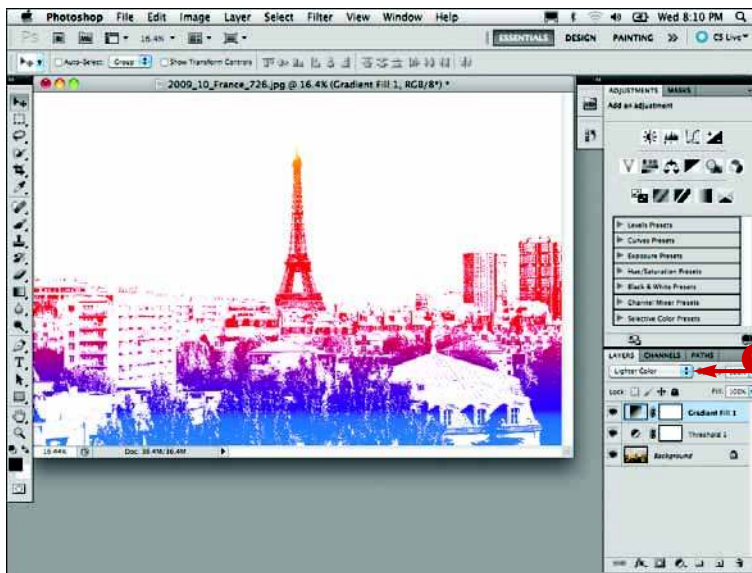 Photoshop File Edit Image Layer Select Filter View Window Help Wed 8:10 PM
Ps 16.4% ESSENTIALS DESIGN PAINTING CS Live
Auto-Select: Group Show Transform Controls
2009_10_France_726.jpg @ 16.4% (Gradient Fill 1, RGB/8*) *
ADJUSTMENTS MASKS
Add an adjustment
Levels Presets
Curves Presets
Exposure Presets
Hue/Saturation Presets
Black & White Presets
Channel Mixer Presets
Selective Color Presets
LAYERS CHANNELS PATHS
Lighter Color
Lock: Fill: 100%
Gradient Fill 1
Threshold 1
Background
16.44% Doc: 36.4M/36.4M